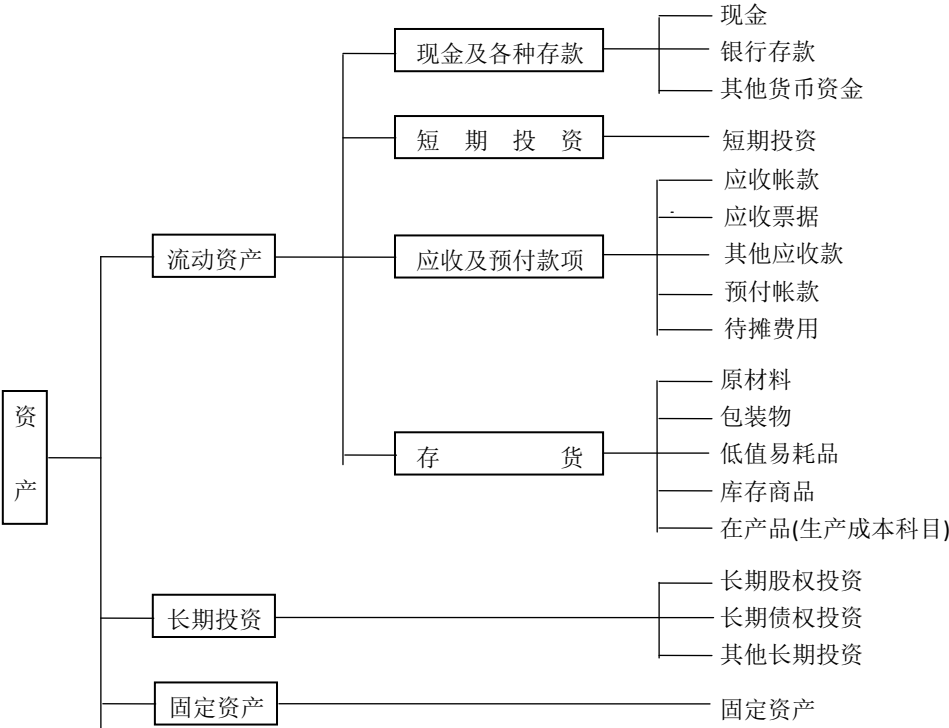 现金
现金及各种存款
银行存款
其他货币资金
短 期 投 资
短期投资
应收帐款
应收票据
流动资产
应收及预付款项
其他应收款
预付帐款
待摊费用
原材料
资
产
包装物
存 货
低值易耗品
库存商品
在产品(生产成本科目)
长期股权投资
长期投资
长期债权投资
其他长期投资
固定资产
固定资产